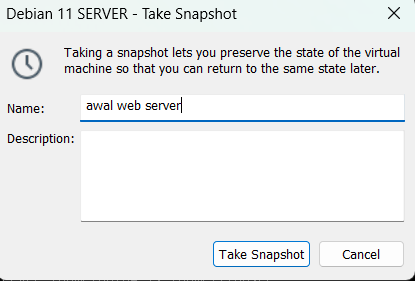 Debian 11 SERVER - Take Snapshot
Taking a snapshot lets you preserve the state of the virtual
machine so that you can return to the same state later.
Name: awal web server
Description:
Take Snapshot Cancel